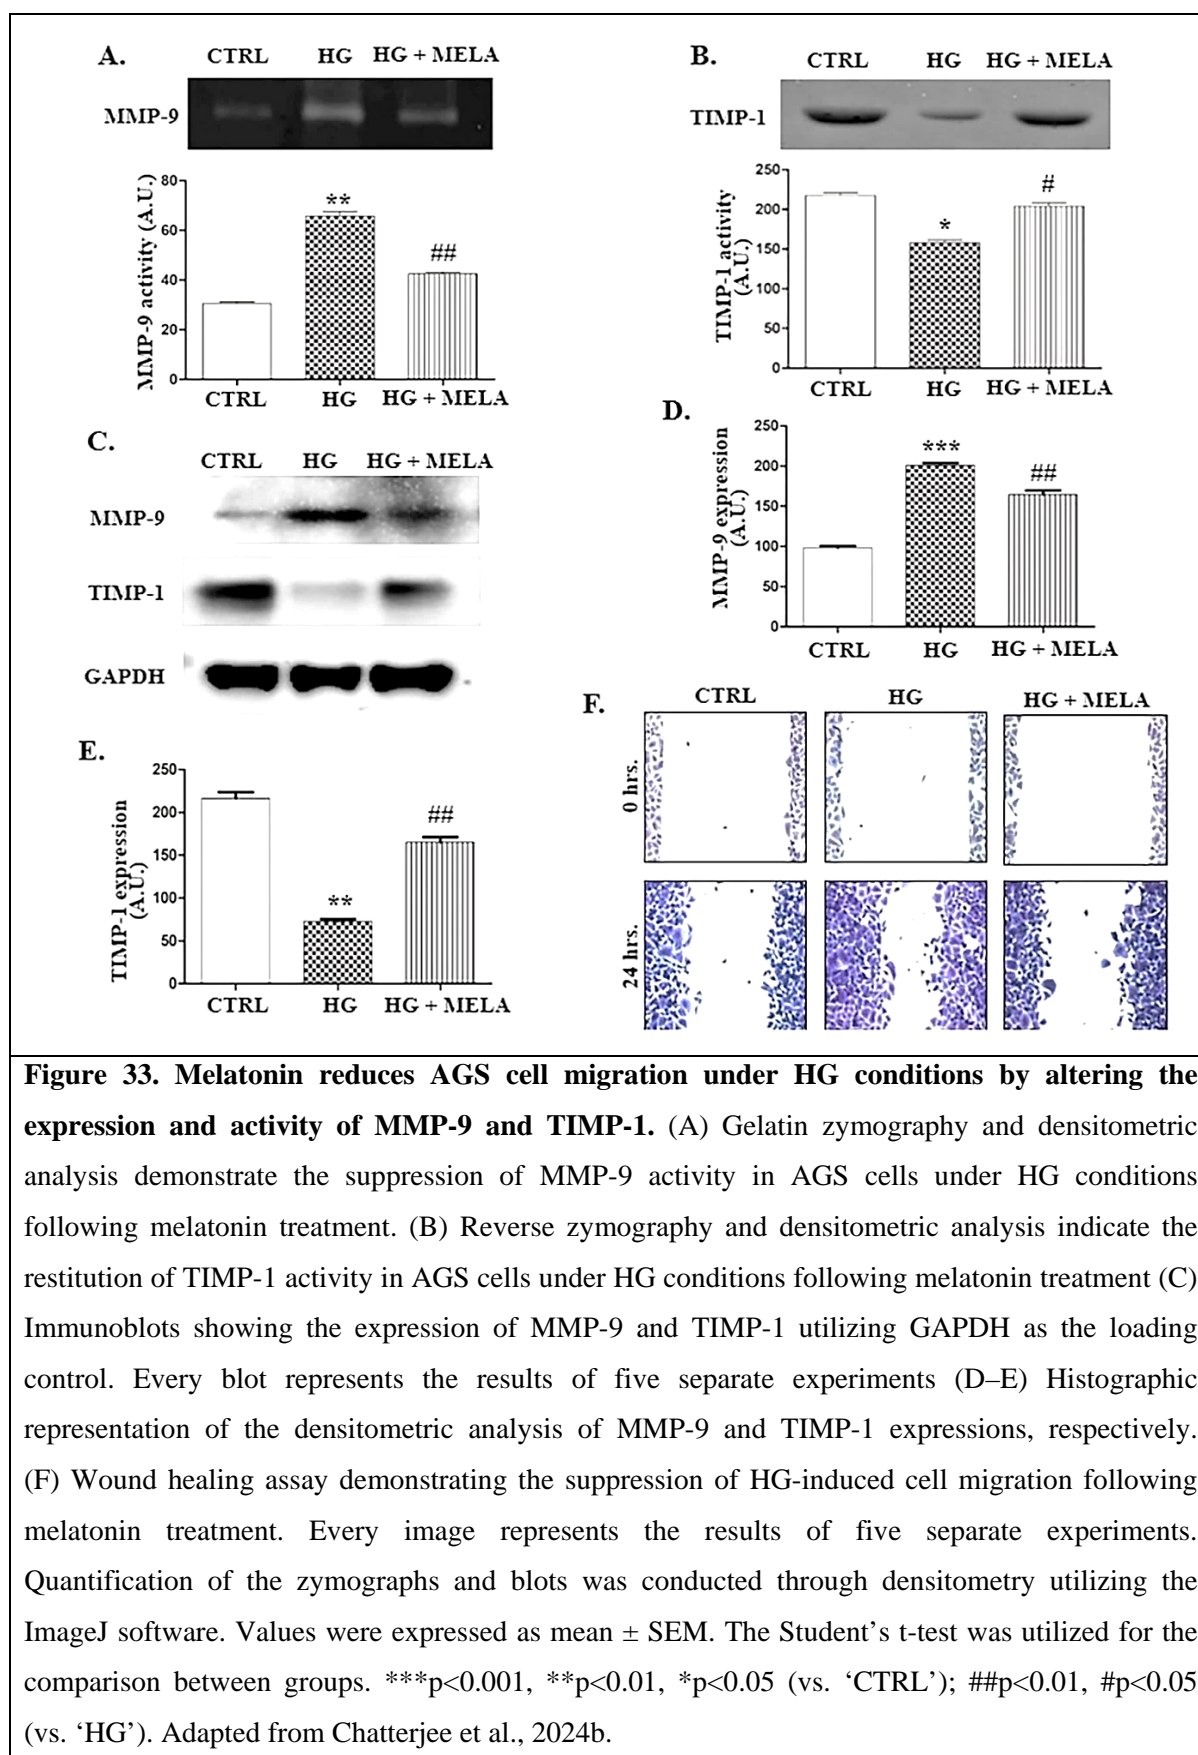 A.
CTRL HG HG + MELA
MMP-9
MMP-9 activity (A.U.)
80
60
40
20
0
**
##
CTRL HG HG + MELA
B.
CTRL HG HG + MELA
TIMP-1
TIMP-1 activity
(A.U.)
250
200
150
100
50
0
*
#
CTRL HG HG + MELA
C.
CTRL HG HG + MELA
MMP-9
TIMP-1
GAPDH
D.
MMP-9 expression
(A.U.)
250
200
150
100
50
0
***
##
CTRL HG HG + MELA
E.
TIMP-1 expression
(A.U.)
250
200
150
100
50
0
**
##
CTRL HG HG + MELA
F.
CTRL HG HG + MELA
0 hrs.
24 hrs.
Figure 33. Melatonin reduces AGS cell migration under HG conditions by altering the
expression and activity of MMP-9 and TIMP-1. (A) Gelatin zymography and densitometric
analysis demonstrate the suppression of MMP-9 activity in AGS cells under HG conditions
following melatonin treatment. (B) Reverse zymography and densitometric analysis indicate the
restitution of TIMP-1 activity in AGS cells under HG conditions following melatonin treatment (C)
Immunoblots showing the expression of MMP-9 and TIMP-1 utilizing GAPDH as the loading
control. Every blot represents the results of five separate experiments (D–E) Histographic
representation of the densitometric analysis of MMP-9 and TIMP-1 expressions, respectively.
(F) Wound healing assay demonstrating the suppression of HG-induced cell migration following
melatonin treatment. Every image represents the results of five separate experiments.
Quantification of the zymographs and blots was conducted through densitometry utilizing the
ImageJ software. Values were expressed as mean ± SEM. The Student’s t-test was utilized for the
comparison between groups. ***p<0.001, **p<0.01, *p<0.05 (vs. ‘CTRL’); ##p<0.01, #p<0.05
(vs. ‘HG’). Adapted from Chatterjee et al., 2024b.